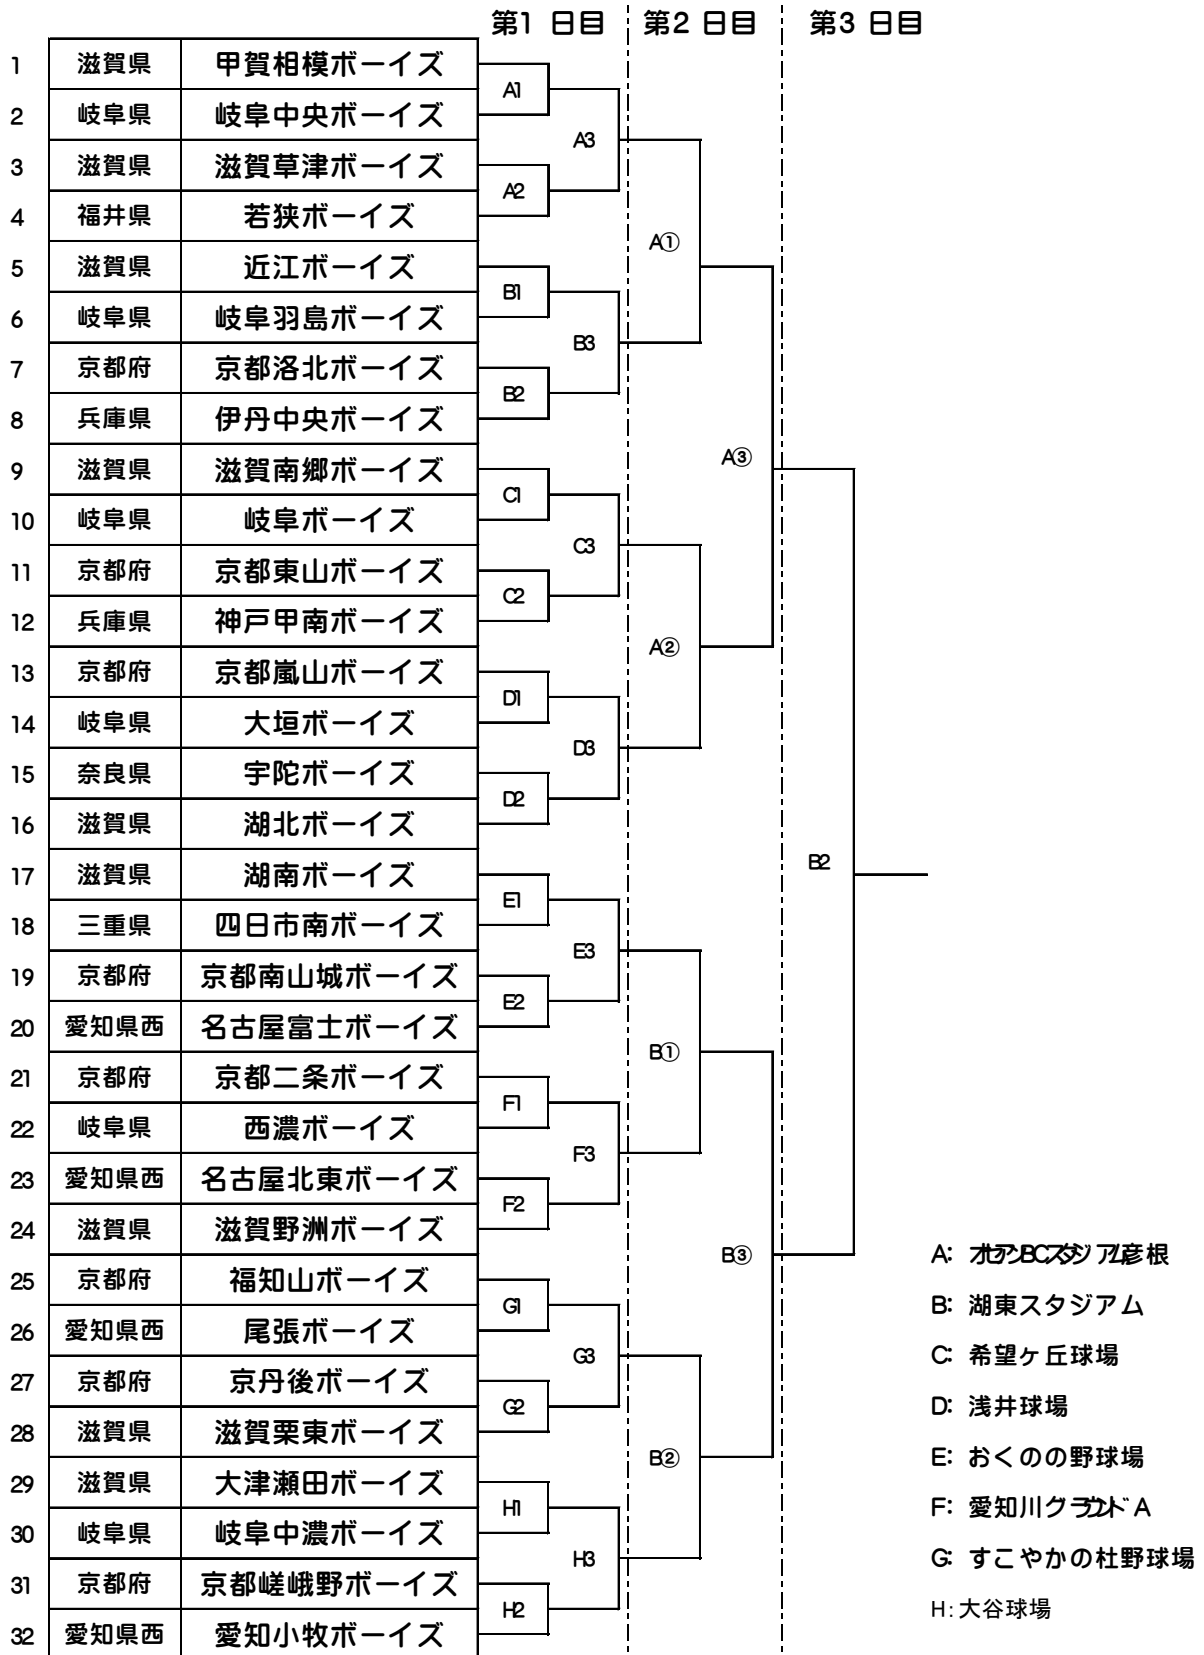 第1 日目 第2 日目 第3 日目
1 滋賀県 甲賀相模ボーイズ
A1
2 岐阜県 岐阜中央ボーイズ
A3
3 滋賀県 滋賀草津ボーイズ
A2
4 福井県 若狭ボーイズ
A①
5 滋賀県 近江ボーイズ
B1
6 岐阜県 岐阜羽島ボーイズ
B3
7 京都府 京都洛北ボーイズ
B2
8 兵庫県 伊丹中央ボーイズ
A③
9 滋賀県 滋賀南郷ボーイズ
C1
10 岐阜県 岐阜ボーイズ
C3
11 京都府 京都東山ボーイズ
C2
12 兵庫県 神戸甲南ボーイズ
A②
13 京都府 京都嵐山ボーイズ
D1
14 岐阜県 大垣ボーイズ
D3
15 奈良県 宇陀ボーイズ
D2
16 滋賀県 湖北ボーイズ
B2
17 滋賀県 湖南ボーイズ
E1
18 三重県 四日市南ボーイズ
E3
19 京都府 京都南山城ボーイズ
E2
20 愛知県西 名古屋富士ボーイズ
B①
21 京都府 京都二条ボーイズ
F1
22 岐阜県 西濃ボーイズ
F3
23 愛知県西 名古屋北東ボーイズ
F2
24 滋賀県 滋賀野洲ボーイズ
B③
25 京都府 福知山ボーイズ
G1
26 愛知県西 尾張ボーイズ
G3
27 京都府 京丹後ボーイズ
G2
28 滋賀県 滋賀栗東ボーイズ
B②
29 滋賀県 大津瀬田ボーイズ
H1
30 岐阜県 岐阜中濃ボーイズ
H3
31 京都府 京都嵯峨野ボーイズ
H2
32 愛知県西 愛知小牧ボーイズ
A: オセアンBCスタジアム彦根
B: 湖東スタジアム
C: 希望ヶ丘球場
D: 浅井球場
E: おくのの野球場
F: 愛知川グラウンドA
G: すこやかの杜野球場
H: 大谷球場